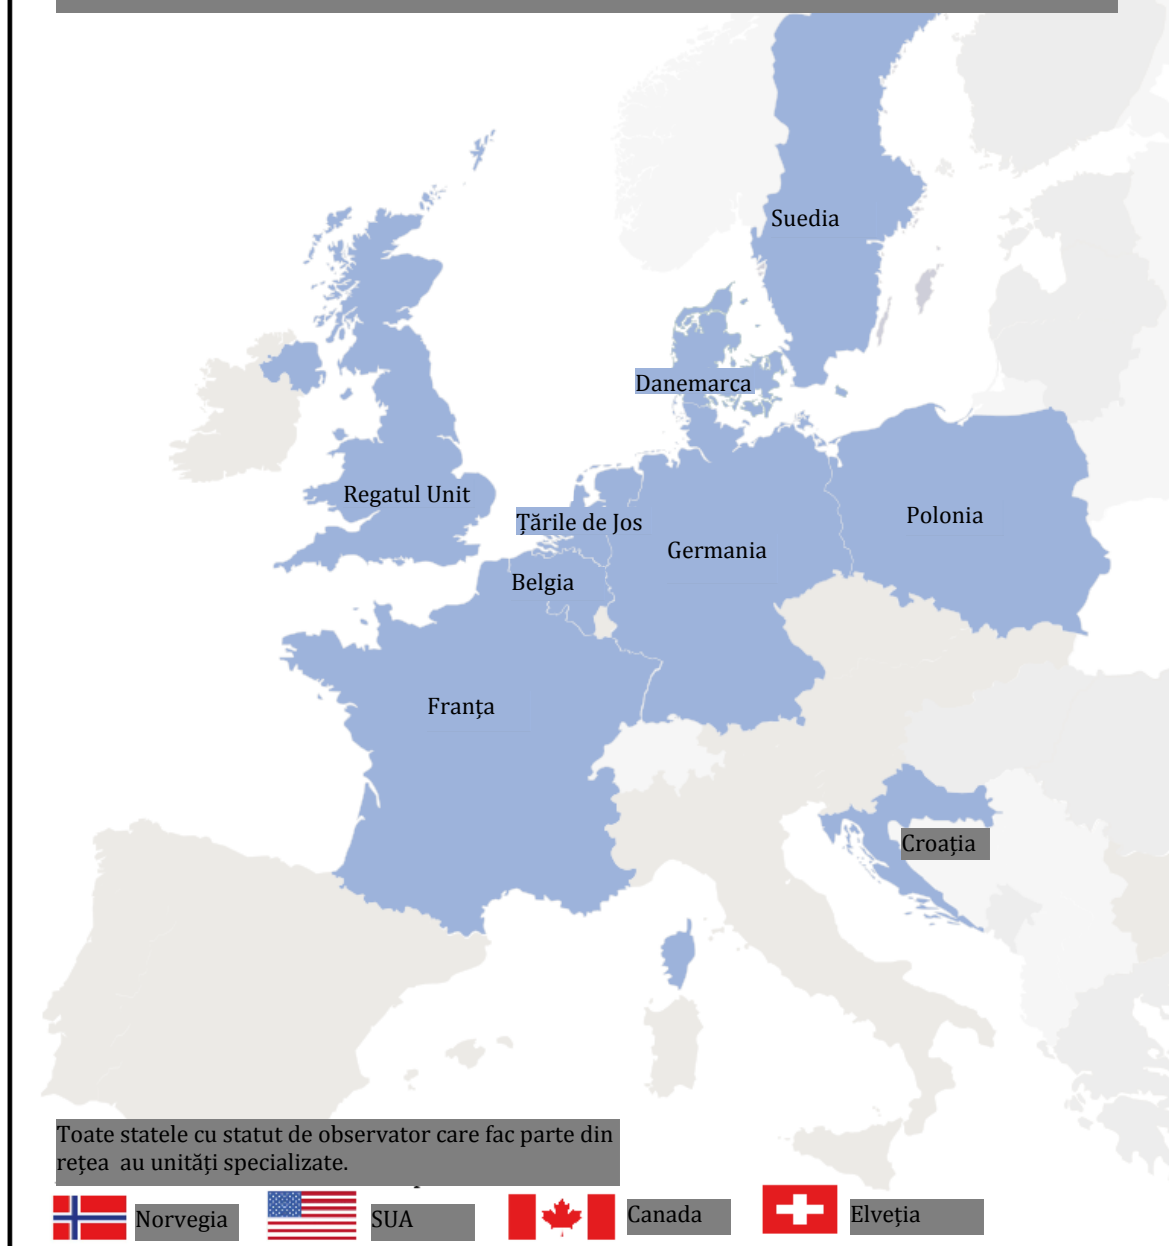 Suedia
Danemarca
Regatul Unit
Țările de Jos
Polonia
Germania
Belgia
Franța
Croația
Toate statele cu statut de observator care fac parte din
rețea au unități specializate.
Norvegia
SUA
Canada
Elveția